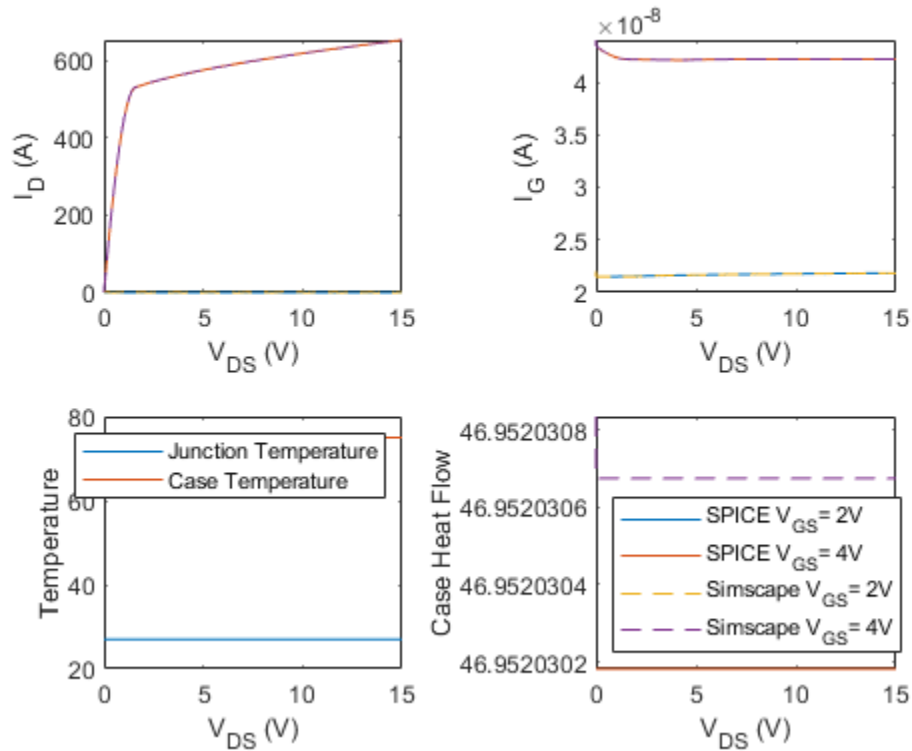 I_D (A)
600
400
200
0
0 5 10 15
V_DS (V)
×10^-8
I_G (A)
4
3.5
3
2.5
2
0 5 10 15
V_DS (V)
Temperature
80
60
40
20
Junction Temperature
Case Temperature
0 5 10 15
V_DS (V)
Case Heat Flow
46.9520308
46.9520306
46.9520304
46.9520302
SPICE V_GS= 2V
SPICE V_GS= 4V
Simscape V_GS= 2V
Simscape V_GS= 4V
0 5 10 15
V_DS (V)